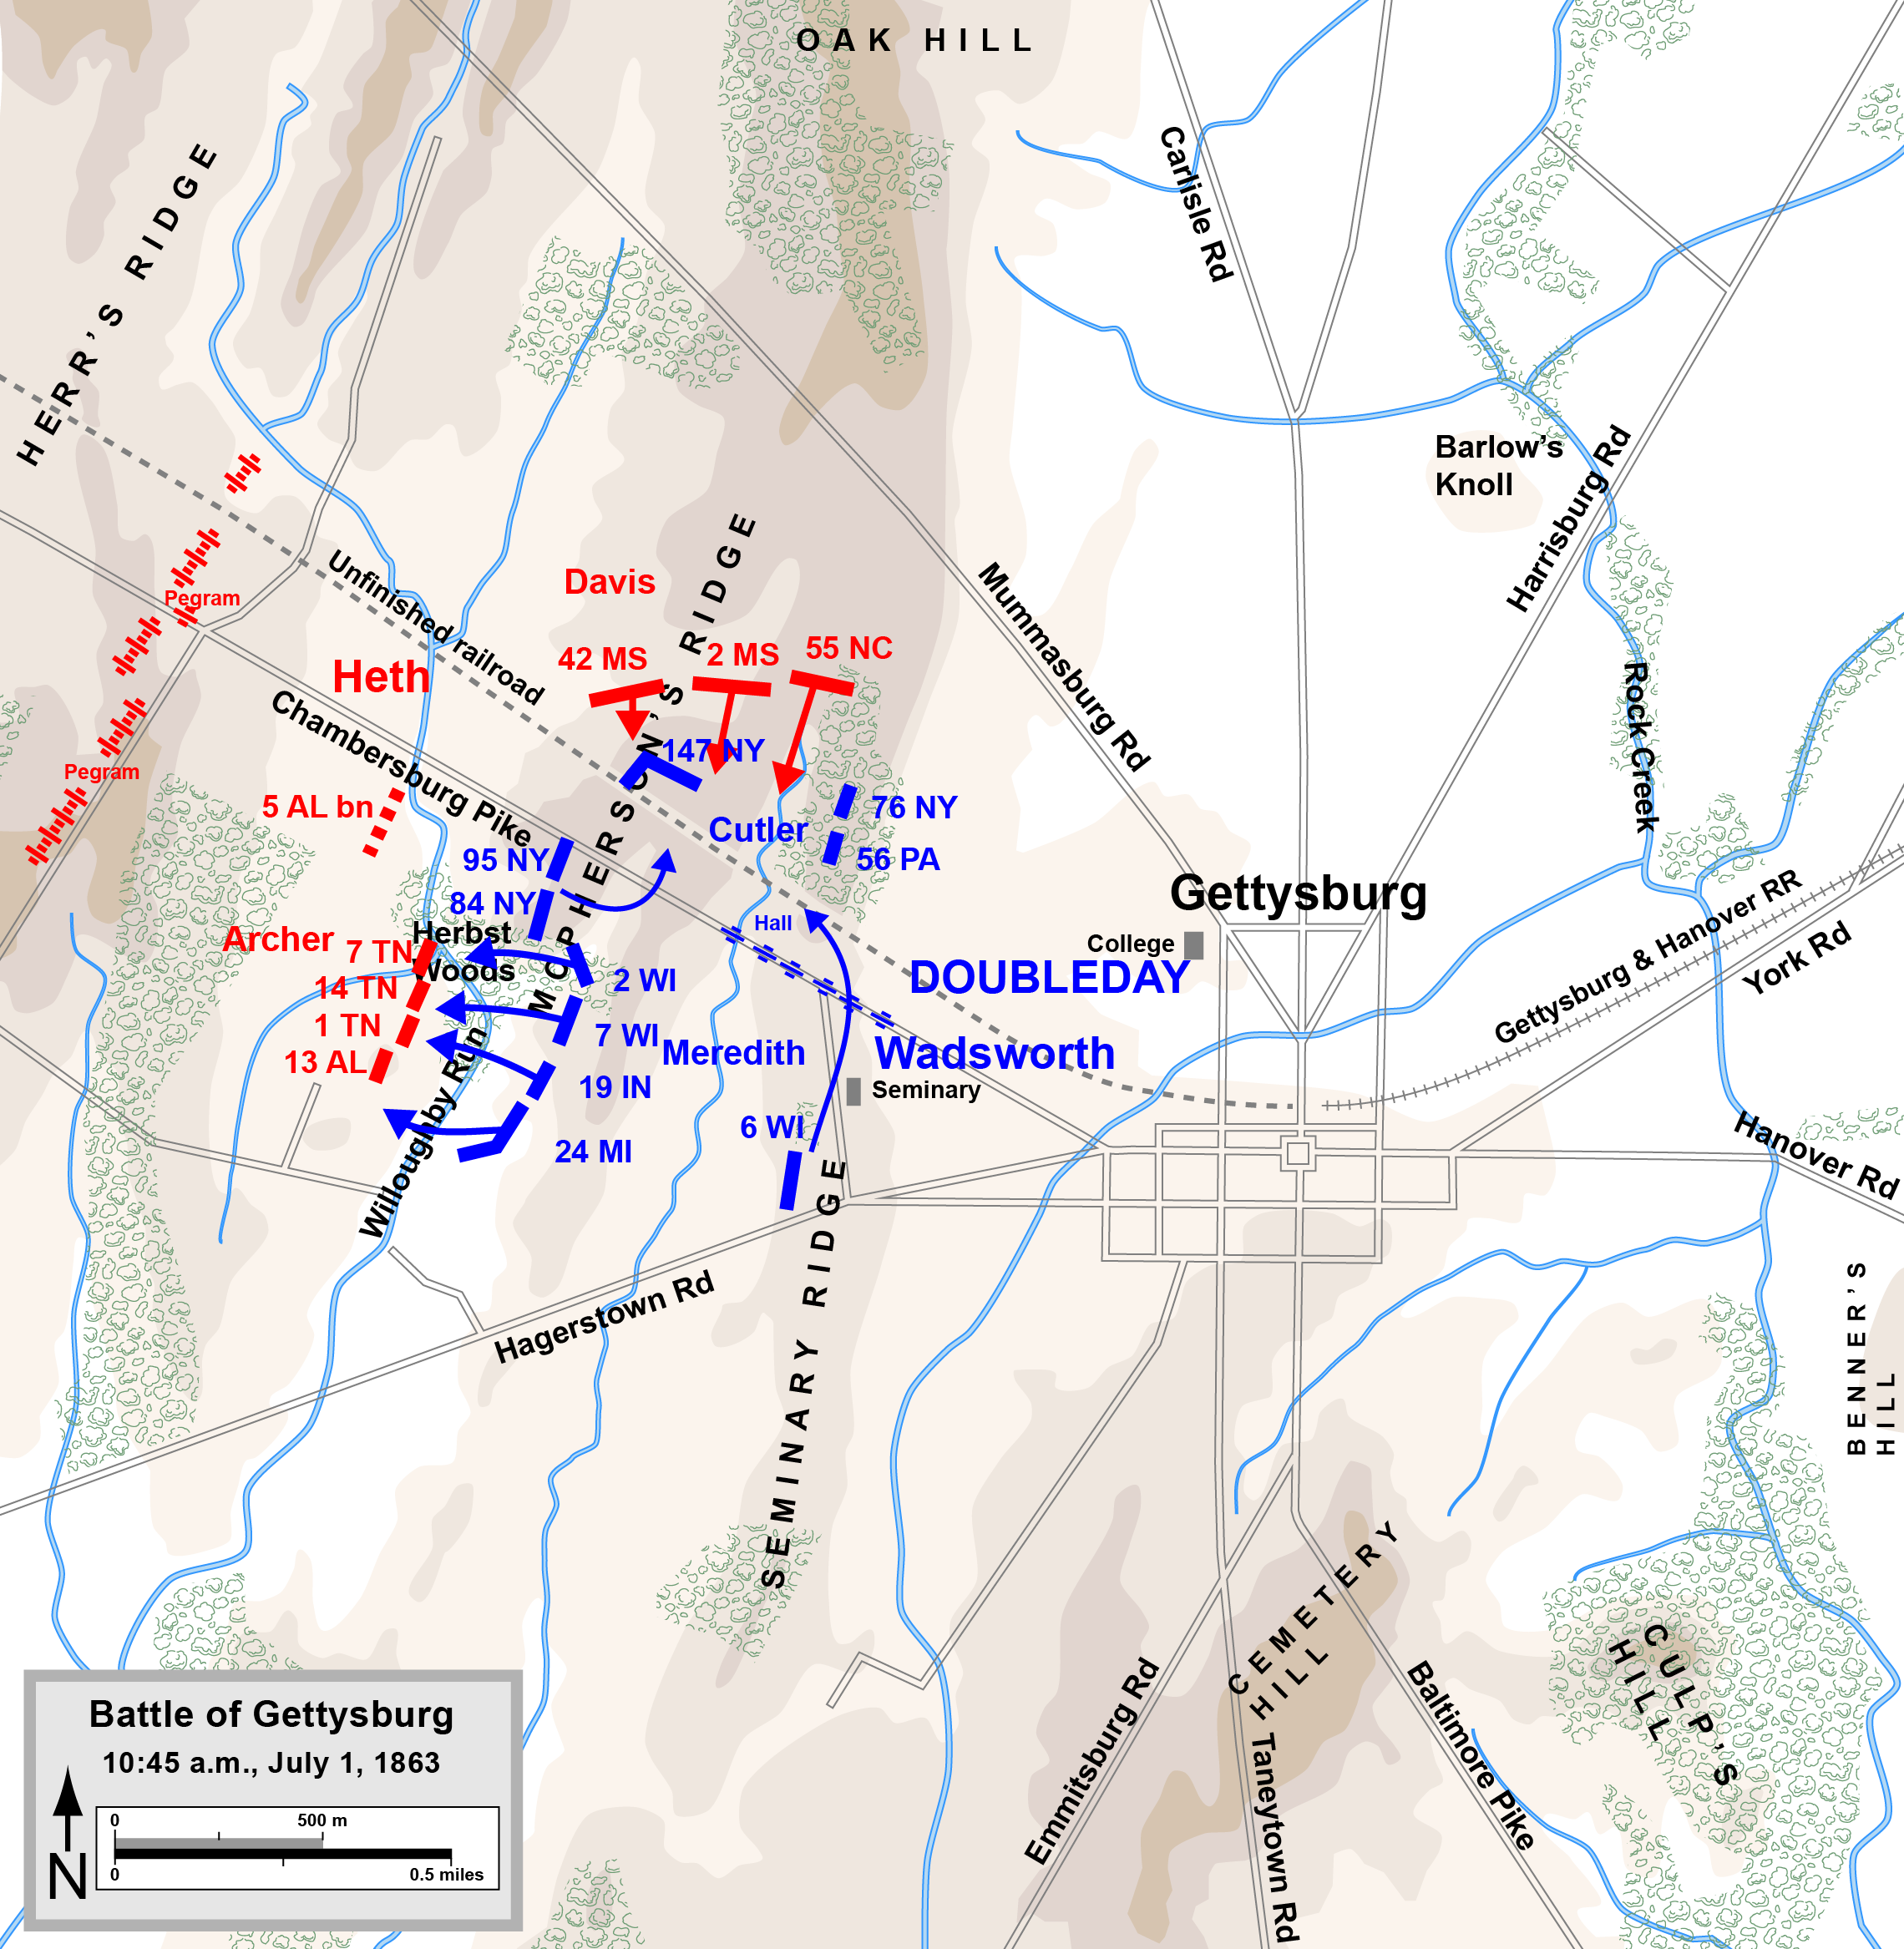 OAK HILL
HERR'S RIDGE
Carlisle Rd
Barlow's
Knoll
Harrisburg Rd
Unfinished railroad
Pegram
Davis
MCPHERSON'S RIDGE
Mummasburg Rd
42 MS
2 MS
55 NC
Heth
Chambersburg Pike
147 NY
Rock Creek
Pegram
5 AL bn
76 NY
Cutler
95 NY
56 PA
84 NY
Gettysburg
Gettysburg & Hanover RR
Hall
Archer
7 TN
Herbst
Woods
College
York Rd
DOUBLEDAY
2 WI
14 TN
1 TN
7 WI
Meredith
Wadsworth
13 AL
19 IN
Seminary
Willoughby Run
6 WI
24 MI
Hanover Rd
Hagerstown Rd
SEMINARY RIDGE
BENNER'S
HILL
CEMETERY
HILL
CULP'S
HILL
Emmitsburg Rd
Taneytown Rd
Baltimore Pike
Battle of Gettysburg
10:45 a.m., July 1, 1863
0
500 m
0
0.5 miles
N